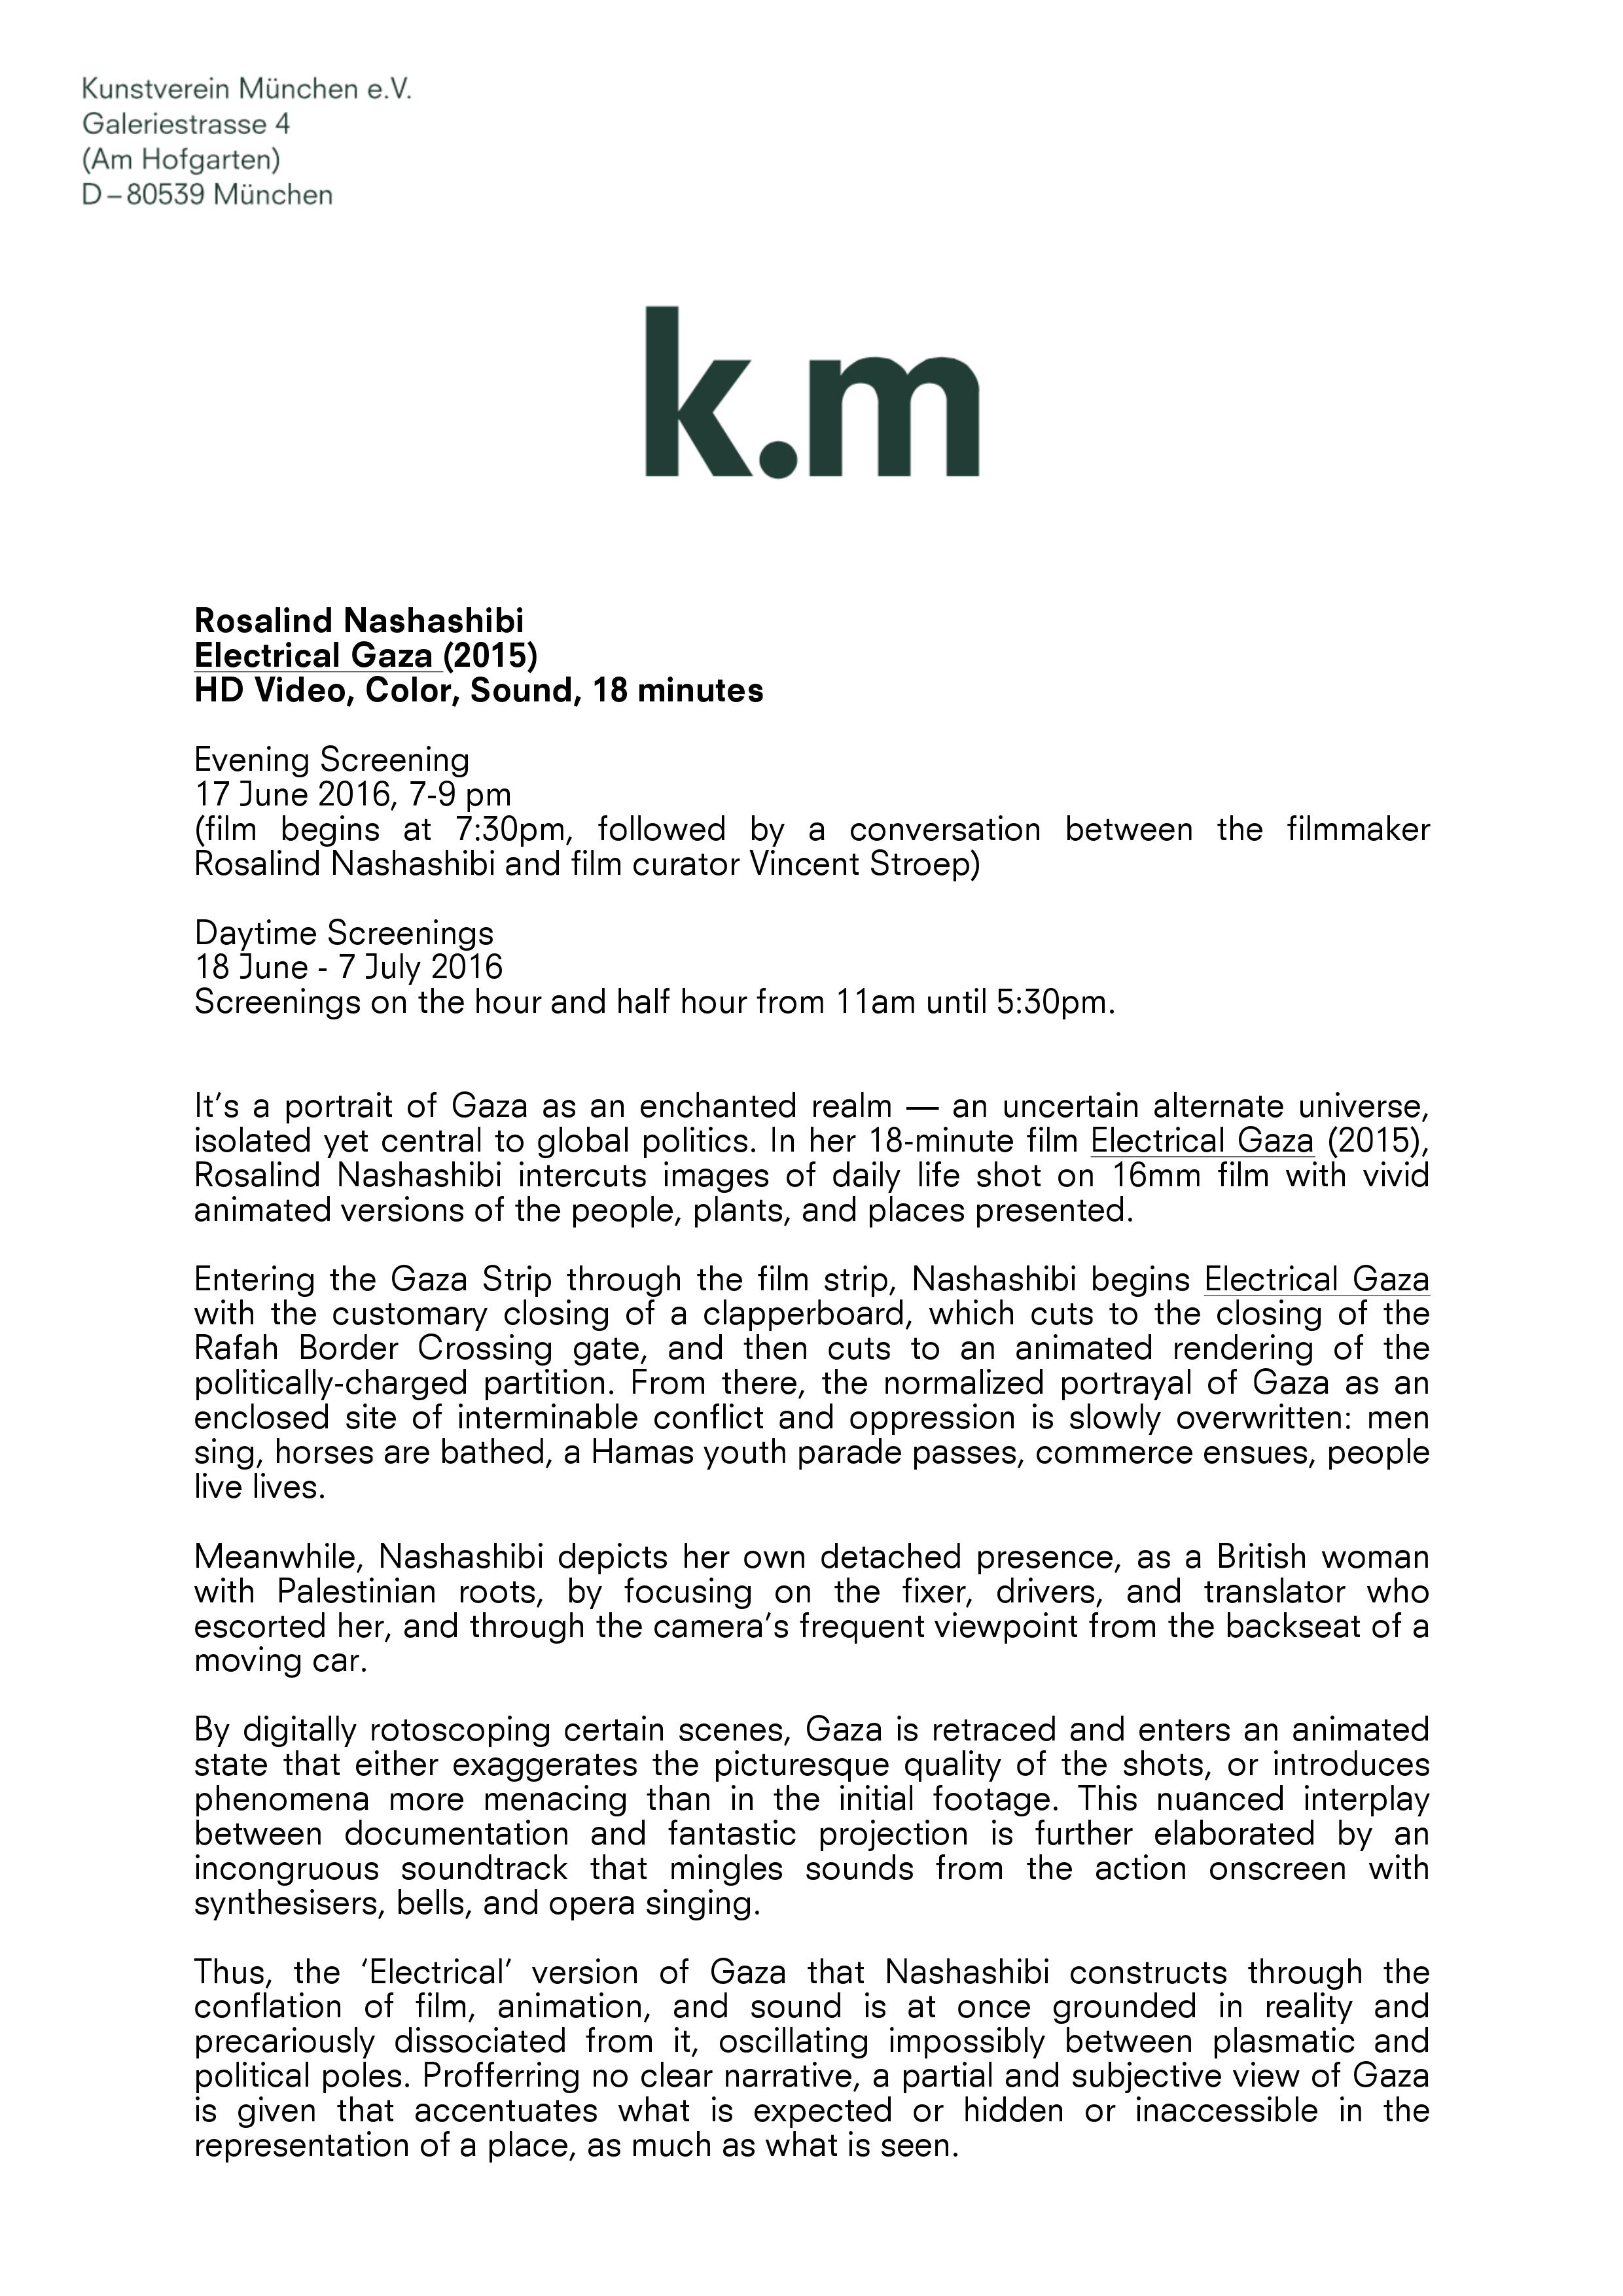 Kunstverein München e.V.
Galeriestrasse 4
(Am Hofgarten)
D – 80539 München
k.m
Rosalind Nashashibi
Electrical Gaza (2015)
HD Video, Color, Sound, 18 minutes
Evening Screening
17 June 2016, 7-9 pm
(film begins at 7:30pm, followed by a conversation between the filmmaker
Rosalind Nashashibi and film curator Vincent Stroep)
Daytime Screenings
18 June - 7 July 2016
Screenings on the hour and half hour from 11am until 5:30pm.
It's a portrait of Gaza as an enchanted realm — an uncertain alternate universe,
isolated yet central to global politics. In her 18-minute film Electrical Gaza (2015),
Rosalind Nashashibi intercuts images of daily life shot on 16mm film with vivid
animated versions of the people, plants, and places presented.
Entering the Gaza Strip through the film strip, Nashashibi begins Electrical Gaza
with the customary closing of a clapperboard, which cuts to the closing of the
Rafah Border Crossing gate, and then cuts to an animated rendering of the
politically-charged partition. From there, the normalized portrayal of Gaza as an
enclosed site of interminable conflict and oppression is slowly overwritten: men
sing, horses are bathed, a Hamas youth parade passes, commerce ensues, people
live lives.
Meanwhile, Nashashibi depicts her own detached presence, as a British woman
with Palestinian roots, by focusing on the fixer, drivers, and translator who
escorted her, and through the camera's frequent viewpoint from the backseat of a
moving car.
By digitally rotoscoping certain scenes, Gaza is retraced and enters an animated
state that either exaggerates the picturesque quality of the shots, or introduces
phenomena more menacing than in the initial footage. This nuanced interplay
between documentation and fantastic projection is further elaborated by an
incongruous soundtrack that mingles sounds from the action onscreen with
synthesisers, bells, and opera singing.
Thus, the 'Electrical' version of Gaza that Nashashibi constructs through the
conflation of film, animation, and sound is at once grounded in reality and
precariously dissociated from it, oscillating impossibly between plasmatic and
political poles. Profferring no clear narrative, a partial and subjective view of Gaza
is given that accentuates what is expected or hidden or inaccessible in the
representation of a place, as much as what is seen.